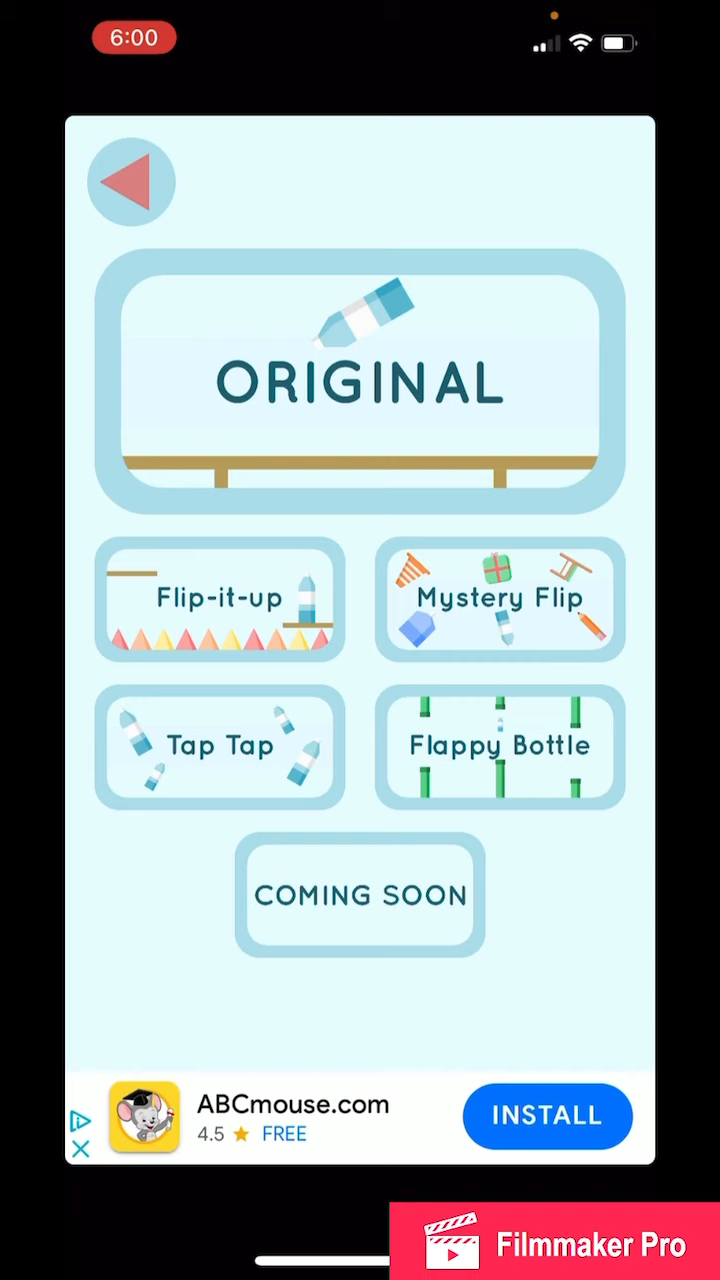 6:00
ORIGINAL
Flip-it-up
Mystery Flip
Tap Tap
Flappy Bottle
COMING SOON
ABCmouse.com
4.5 ★ FREE
INSTALL
Filmmaker Pro